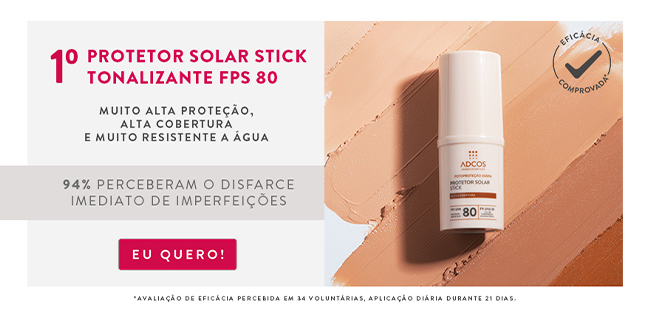 1º PROTETOR SOLAR STICK
TONALIZANTE FPS 80
MUITO ALTA PROTEÇÃO,
ALTA COBERTURA
E MUITO RESISTENTE A ÁGUA
94% PERCEBERAM O DISFARCE
IMEDIATO DE IMPERFEIÇÕES
EU QUERO!
EFICÁCIA
COMPROVADA*
ADCOS
FOTOPROTEÇÃO DIÁRIA
PROTETOR SOLAR
STICK
80
*AVALIAÇÃO DE EFICÁCIA PERCEBIDA EM 34 VOLUNTÁRIAS, APLICAÇÃO DIÁRIA DURANTE 21 DIAS.